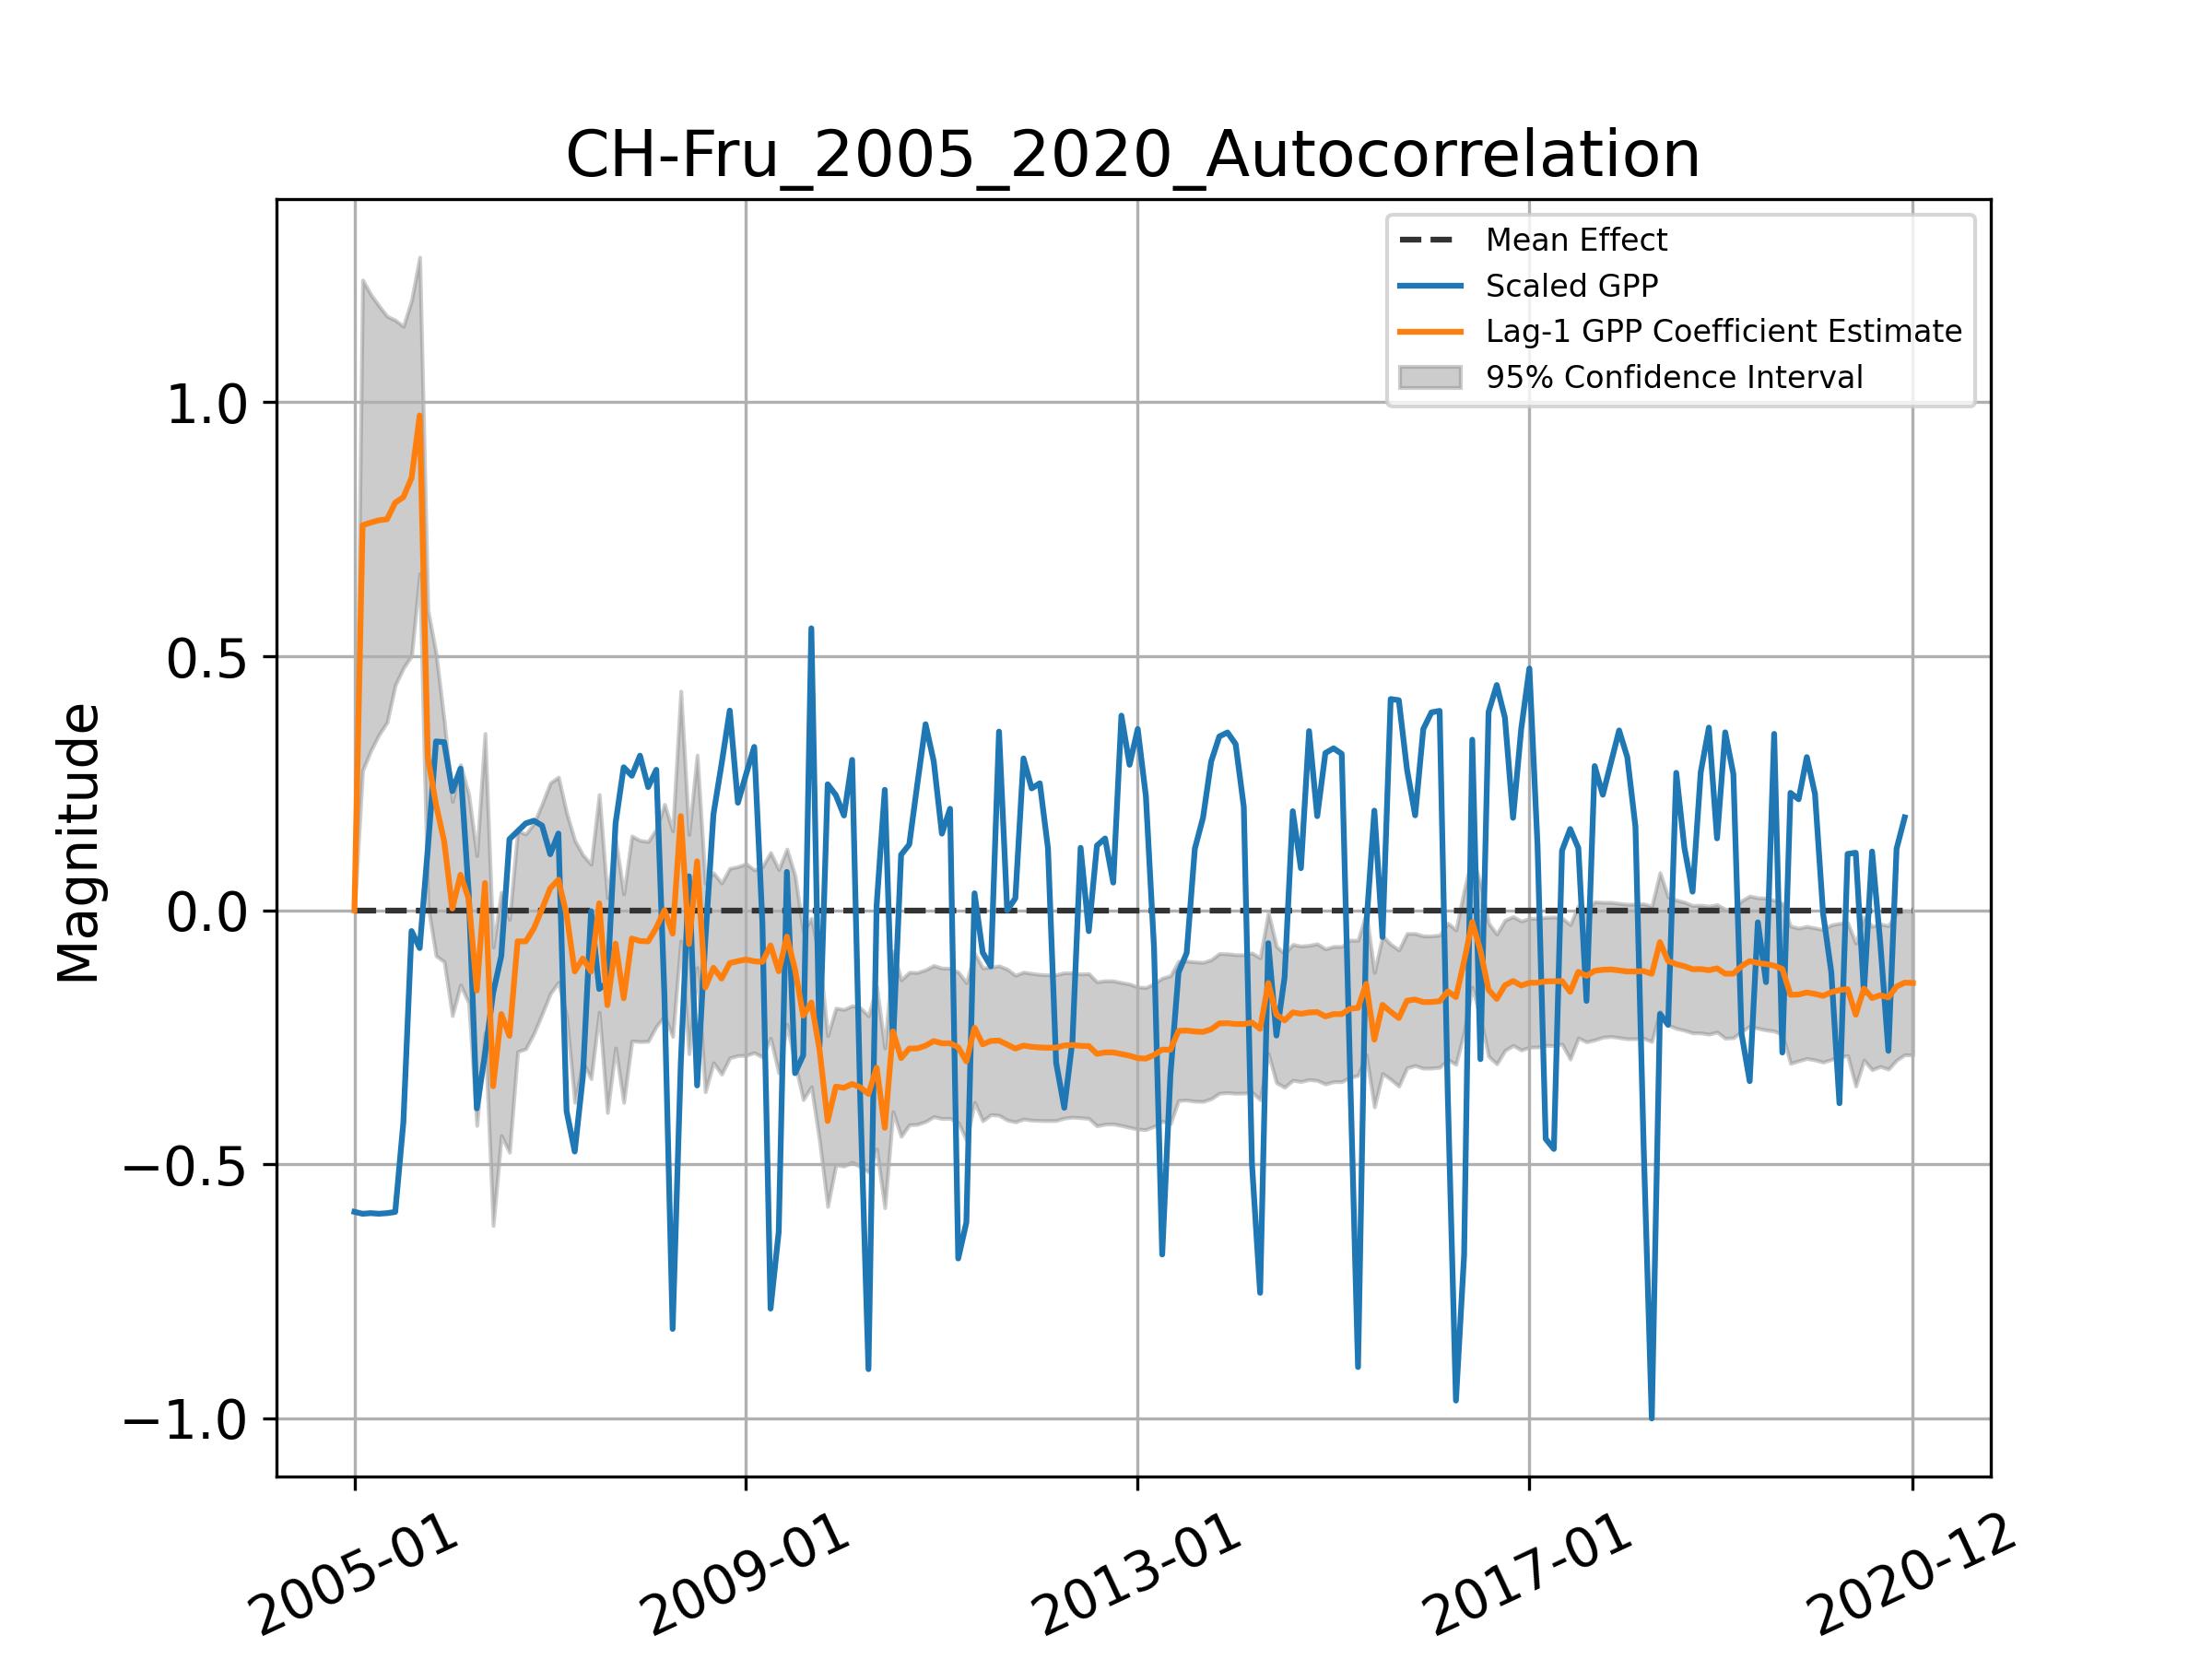 CH-Fru_2005_2020_Autocorrelation
Mean Effect
Scaled GPP
Lag-1 GPP Coefficient Estimate
95% Confidence Interval
Magnitude
1.0
0.5
0.0
−0.5
−1.0
2005-01
2009-01
2013-01
2017-01
2020-12